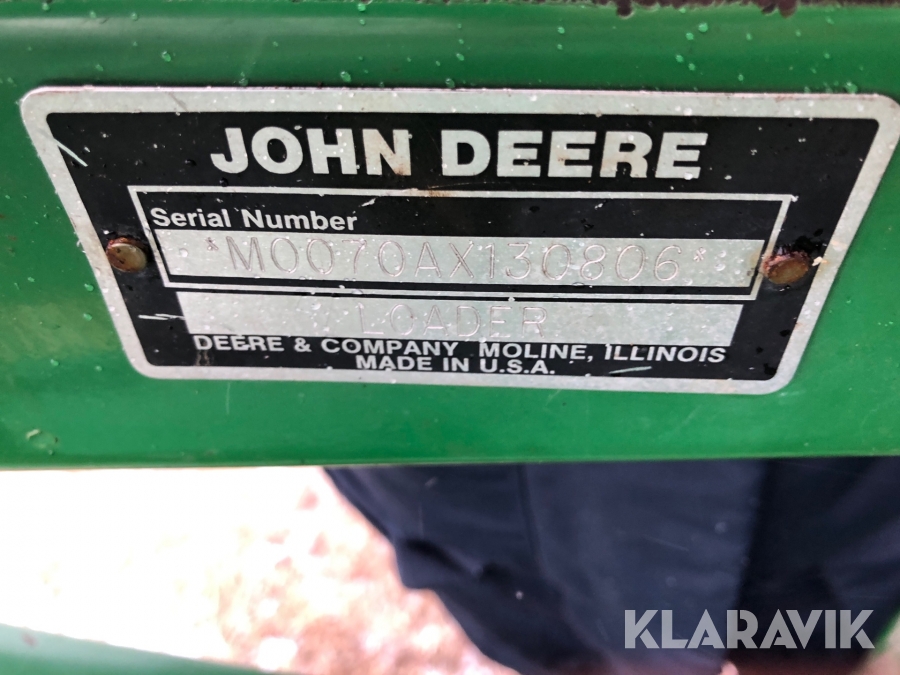 JOHN DEERE
Serial Number
*M0070AX130806*
LOADER
DEERE & COMPANY MOLINE, ILLINOIS
MADE IN U.S.A.
KLARAVIK